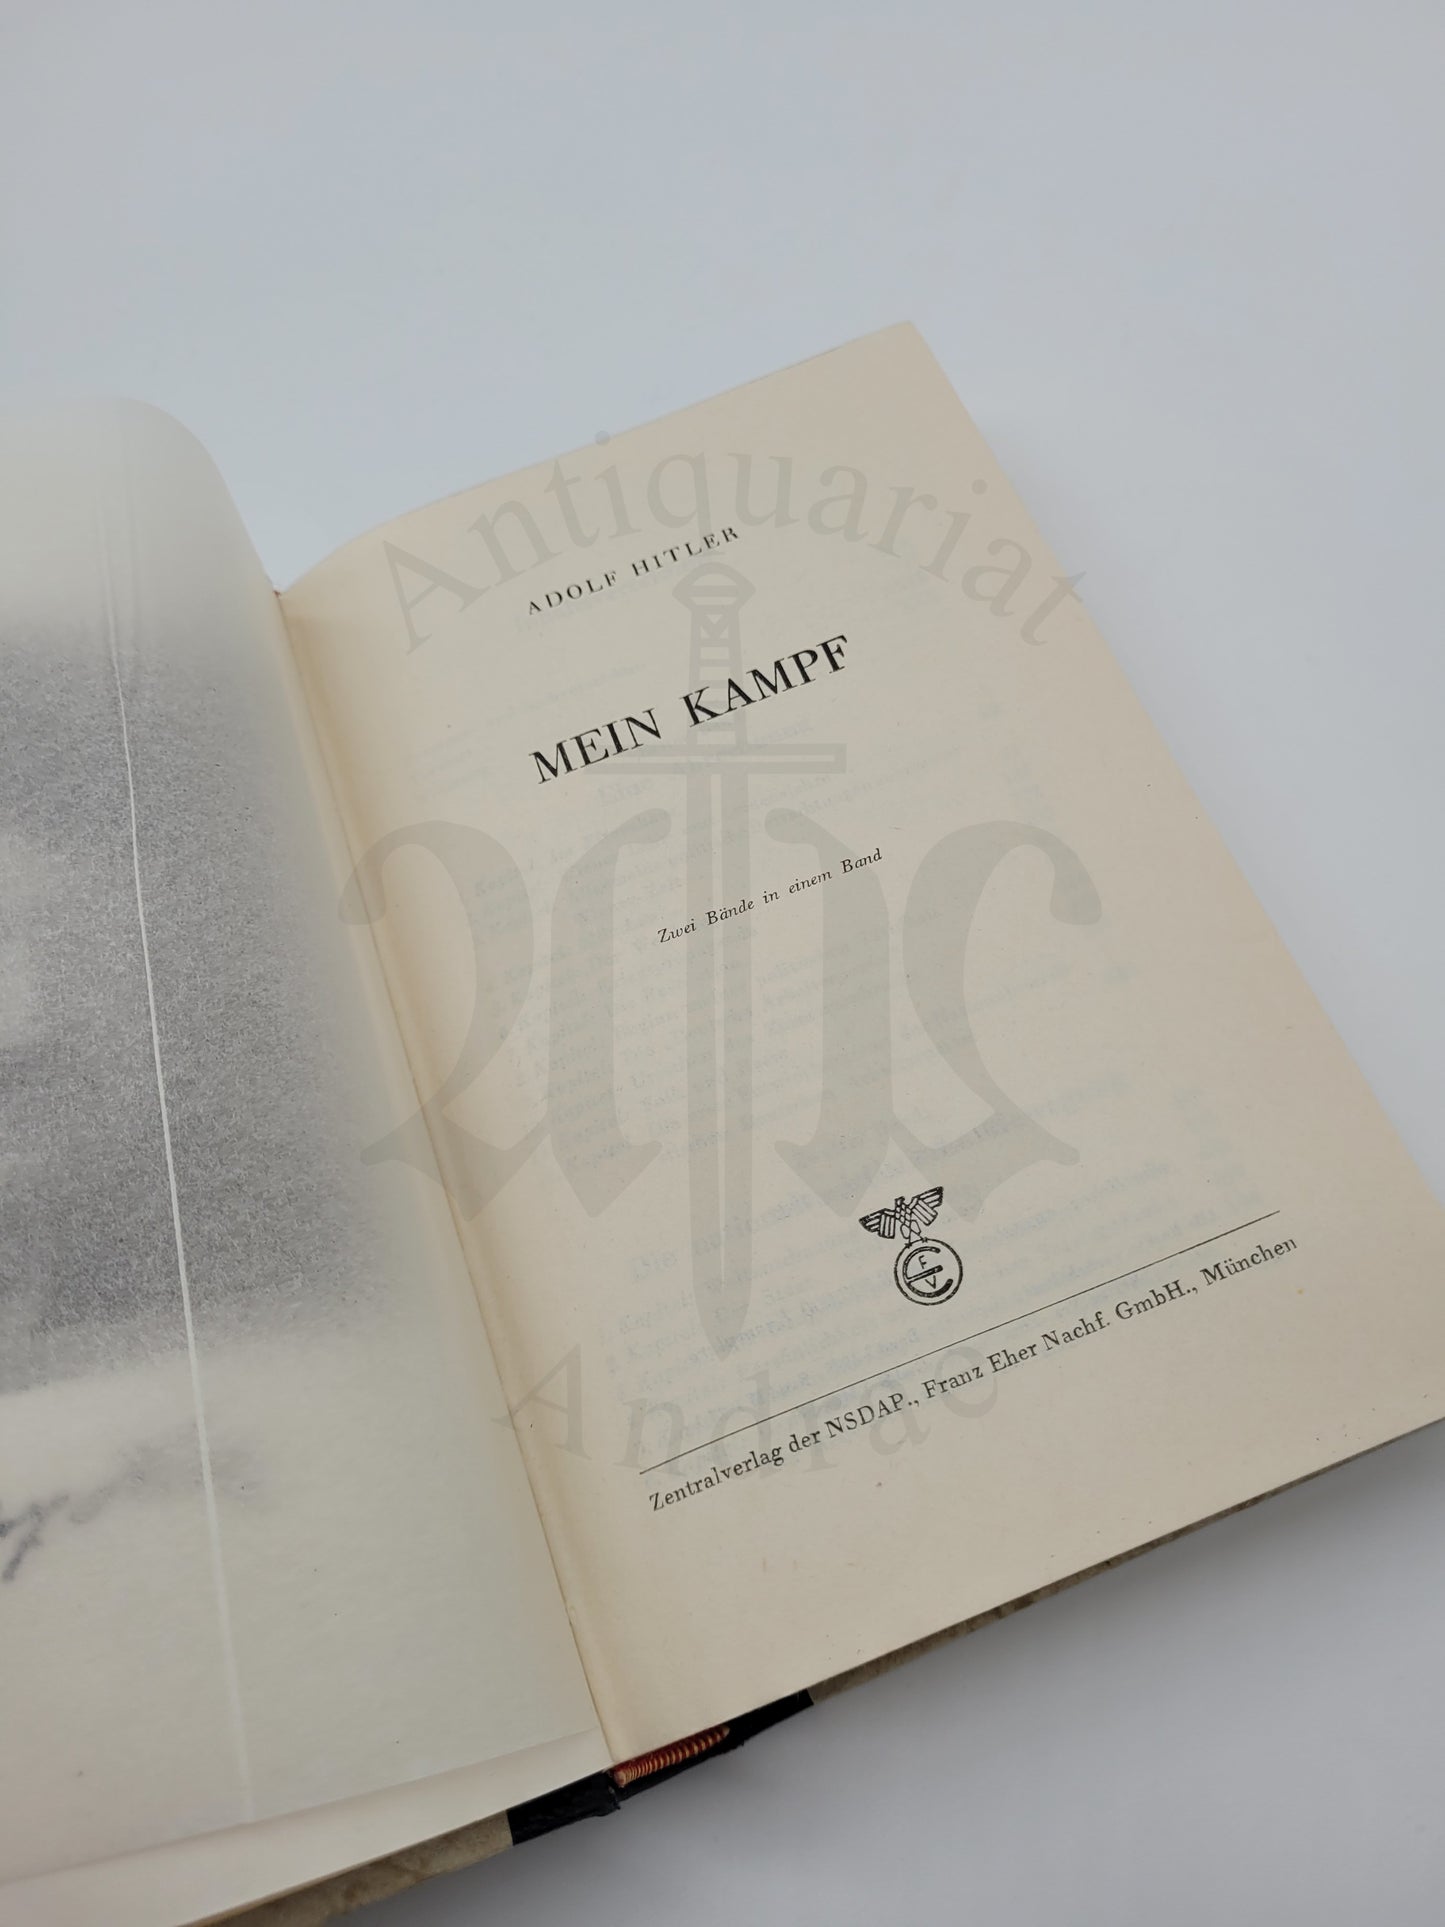 Antiquariat
ADOLF HITLER
MEIN KAMPF
Zwei Bände in einem Band
F
E
V
Zentralverlag der NSDAP., Franz Eher Nachf. GmbH., München
Andrae